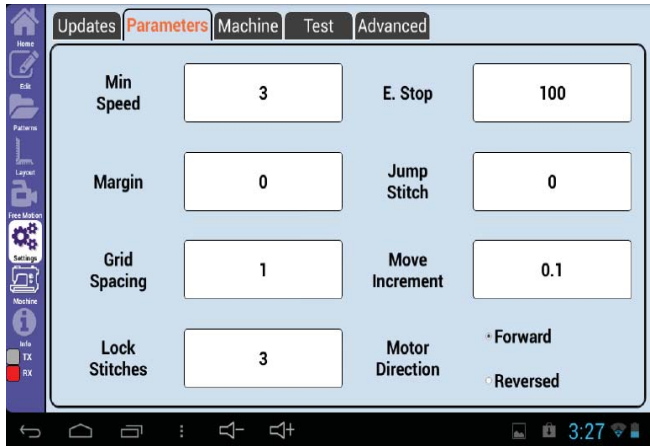 Home
Edit
Patterns
Layout
Free Motion
Settings
Machine
Info
TX
RX
Updates Parameters Machine Test Advanced
Min
Speed
3
E. Stop
100
Margin
0
Jump
Stitch
0
Grid
Spacing
1
Move
Increment
0.1
Lock
Stitches
3
Motor
Direction
Forward
Reversed
3:27